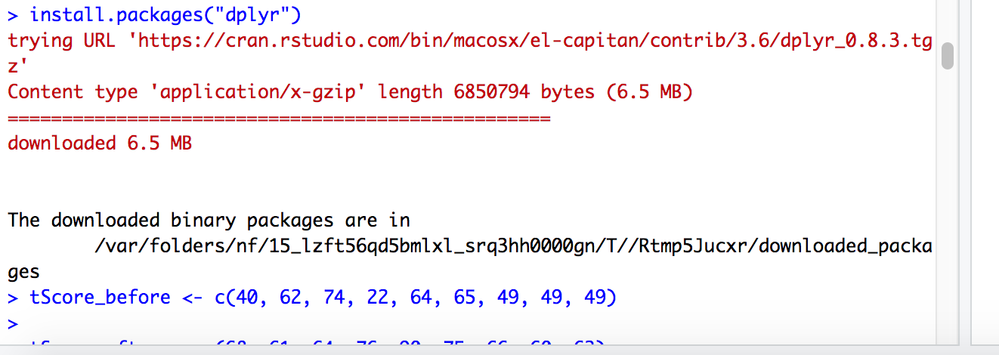 > install.packages("dplyr")
trying URL 'https://cran.rstudio.com/bin/macosx/el-capitan/contrib/3.6/dplyr_0.8.3.tg
z'
Content type 'application/x-gzip' length 6850794 bytes (6.5 MB)
==================================================
downloaded 6.5 MB
The downloaded binary packages are in
/var/folders/nf/15_lzft56qd5bmlxl_srq3hh0000gn/T//Rtmp5Jucxr/downloaded_packa
ges
> tScore_before <- c(40, 62, 74, 22, 64, 65, 49, 49, 49)
>